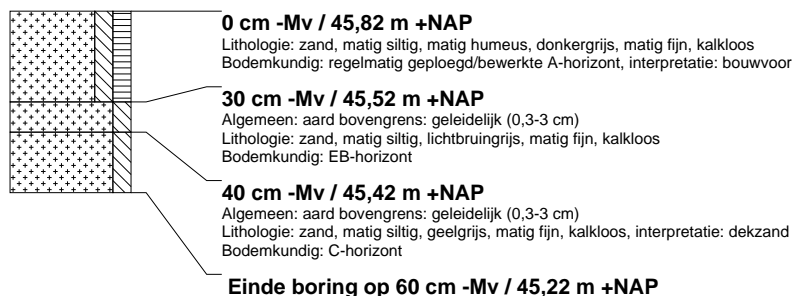 0 cm -Mv / 45,82 m +NAP
Lithologie: zand, matig siltig, matig humeus, donkergrijs, matig fijn, kalkloos
Bodemkundig: regelmatig geploegd/bewerkte A-horizont, interpretatie: bouwvoor
30 cm -Mv / 45,52 m +NAP
Algemeen: aard bovengrens: geleidelijk (0,3-3 cm)
Lithologie: zand, matig siltig, lichtbruingrijs, matig fijn, kalkloos
Bodemkundig: EB-horizont
40 cm -Mv / 45,42 m +NAP
Algemeen: aard bovengrens: geleidelijk (0,3-3 cm)
Lithologie: zand, matig siltig, geelgrijs, matig fijn, kalkloos, interpretatie: dekzand
Bodemkundig: C-horizont
Einde boring op 60 cm -Mv / 45,22 m +NAP